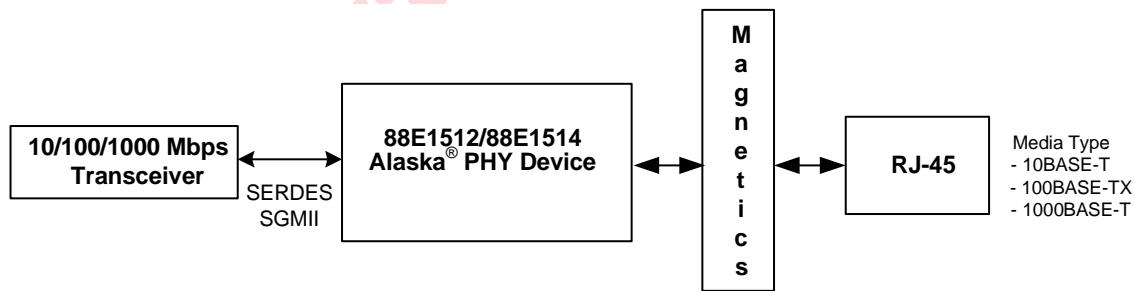 10/100/1000 Mbps
Transceiver
SERDES
SGMII
88E1512/88E1514
Alaska® PHY Device
Magnetics
RJ-45
Media Type
- 10BASE-T
- 100BASE-TX
- 1000BASE-T